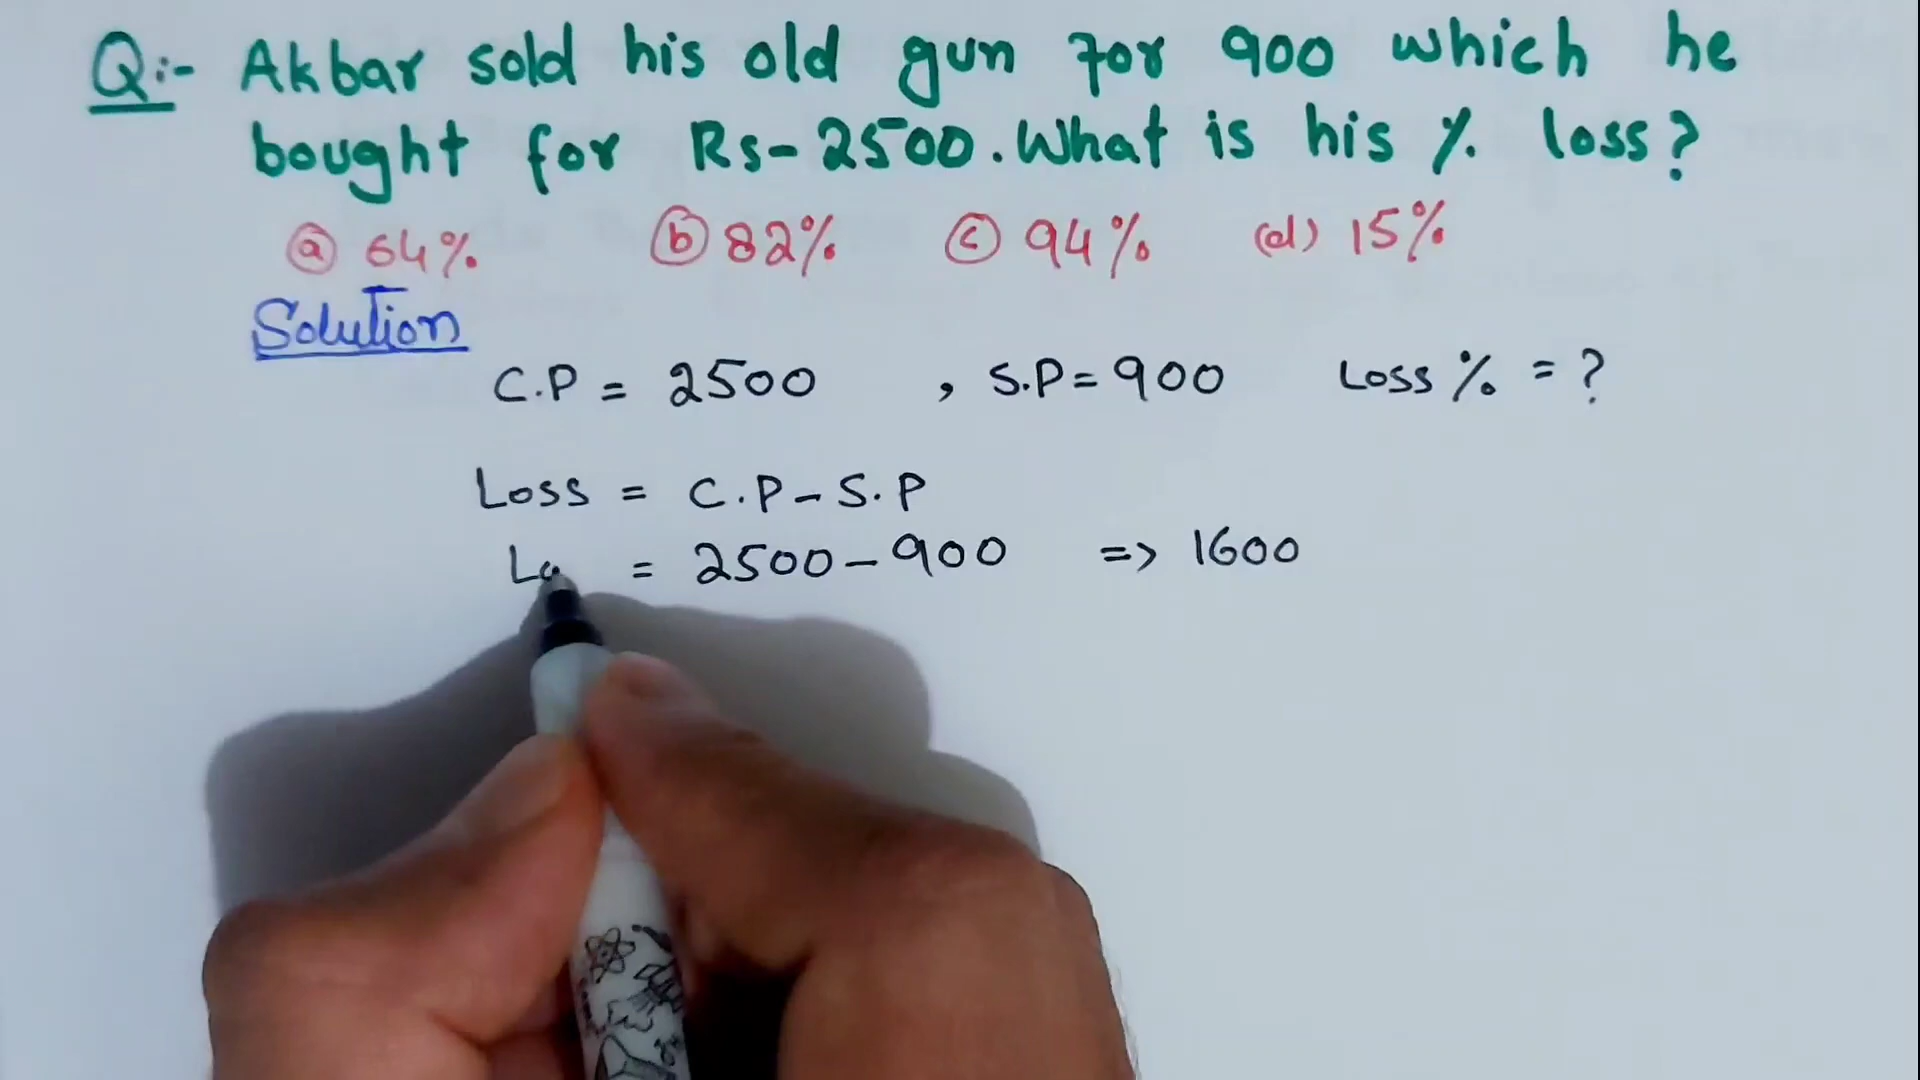 Q:- Akbar sold his old gun for 900 which he
bought for Rs-2500. What is his % loss?
(a) 64% (b) 82% (c) 94% (d) 15%
Solution
C.P = 2500 , S.P = 900 Loss % = ?
Loss = C.P - S.P
Lo = 2500 - 900 => 1600